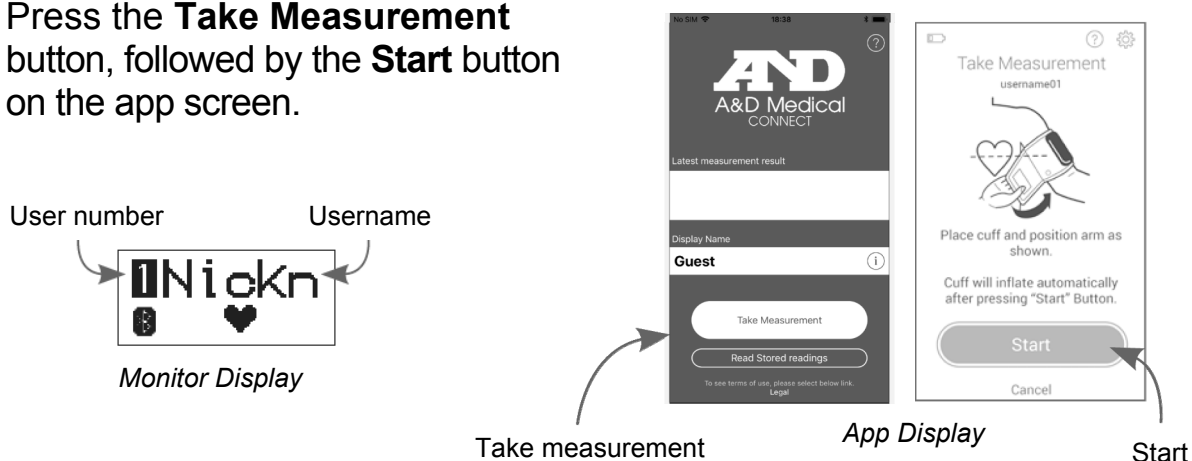 Press the Take Measurement
button, followed by the Start button
on the app screen.
User number
Username
1Nickn
Monitor Display
No SIM
18:38
?
AND
A&D Medical
CONNECT
Latest measurement result
Display Name
Guest
i
Take Measurement
Read Stored readings
To see terms of use, please select below link.
Legal
?
Take Measurement
username01
Place cuff and position arm as
shown.
Cuff will inflate automatically
after pressing “Start” Button.
Start
Cancel
Take measurement
App Display
Start